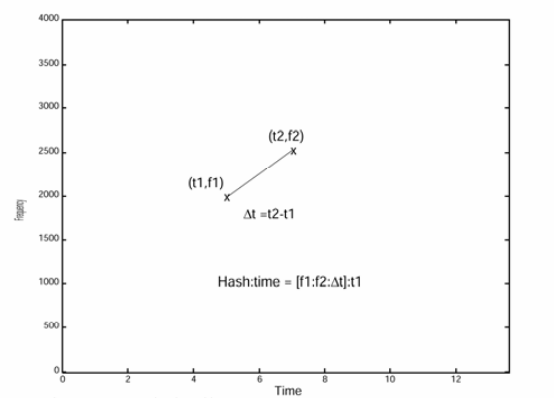 4000
3500
3000
(t2,f2)
x
2500
(t1,f1)
2000
x
Δt =t2-t1
Frequency
1500
Hash:time = [f1:f2:Δt]:t1
1000
500
0
0 2 4 6 8 10 12
Time